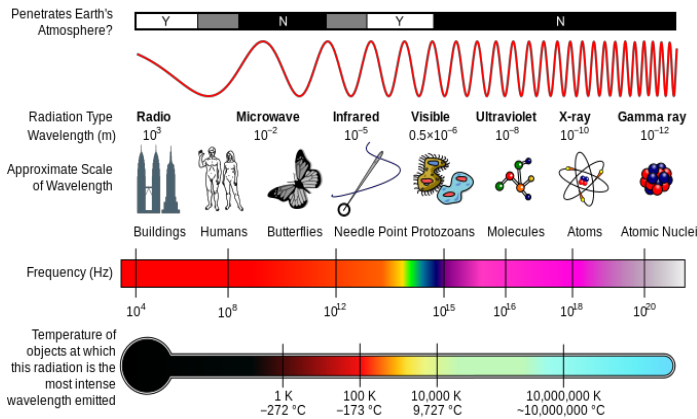 Penetrates Earth's
Atmosphere?
Y N Y N
Radiation Type
Radio Microwave Infrared Visible Ultraviolet X-ray Gamma ray
Wavelength (m)
10³ 10⁻² 10⁻⁵ 0.5×10⁻⁶ 10⁻⁸ 10⁻¹⁰ 10⁻¹²
Approximate Scale
of Wavelength
Buildings Humans Butterflies Needle Point Protozoans Molecules Atoms Atomic Nuclei
Frequency (Hz)
10⁴ 10⁸ 10¹² 10¹⁵ 10¹⁶ 10¹⁸ 10²⁰
Temperature of
objects at which
this radiation is the
most intense
wavelength emitted
1 K 100 K 10,000 K 10,000,000 K
−272 °C −173 °C 9,727 °C ~10,000,000 °C